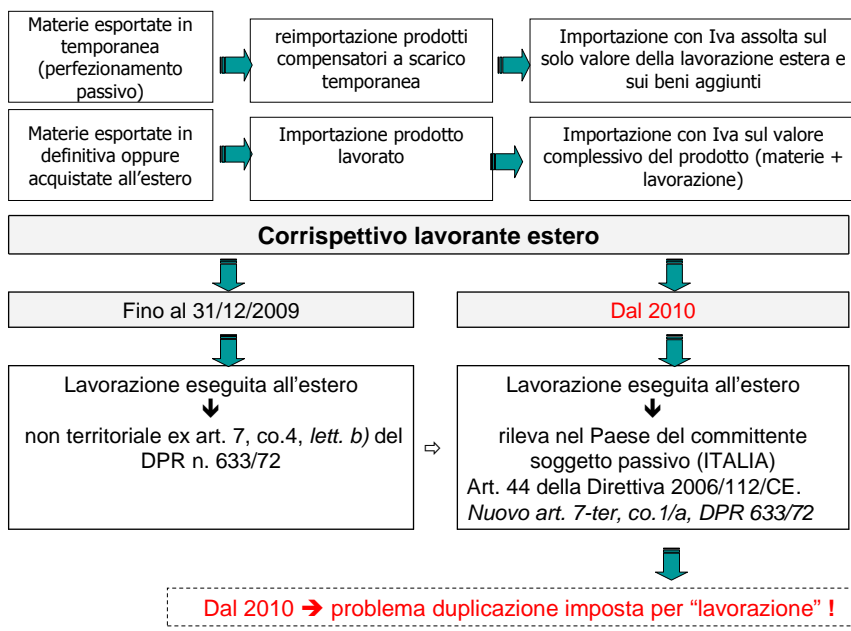 Materie esportate in
temporanea
(perfezionamento
passivo)
reimportazione prodotti
compensatori a scarico
temporanea
Importazione con Iva assolta sul
solo valore della lavorazione estera e
sui beni aggiunti
Materie esportate in
definitiva oppure
acquistate all'estero
Importazione prodotto
lavorato
Importazione con Iva sul valore
complessivo del prodotto (materie +
lavorazione)
Corrispettivo lavorante estero
Fino al 31/12/2009
Dal 2010
Lavorazione eseguita all'estero
🡫
non territoriale ex art. 7, co.4, lett. b) del
DPR n. 633/72
⇨
Lavorazione eseguita all'estero
🡫
rileva nel Paese del committente
soggetto passivo (ITALIA)
Art. 44 della Direttiva 2006/112/CE.
Nuovo art. 7-ter, co.1/a, DPR 633/72
Dal 2010 ➔ problema duplicazione imposta per “lavorazione” !